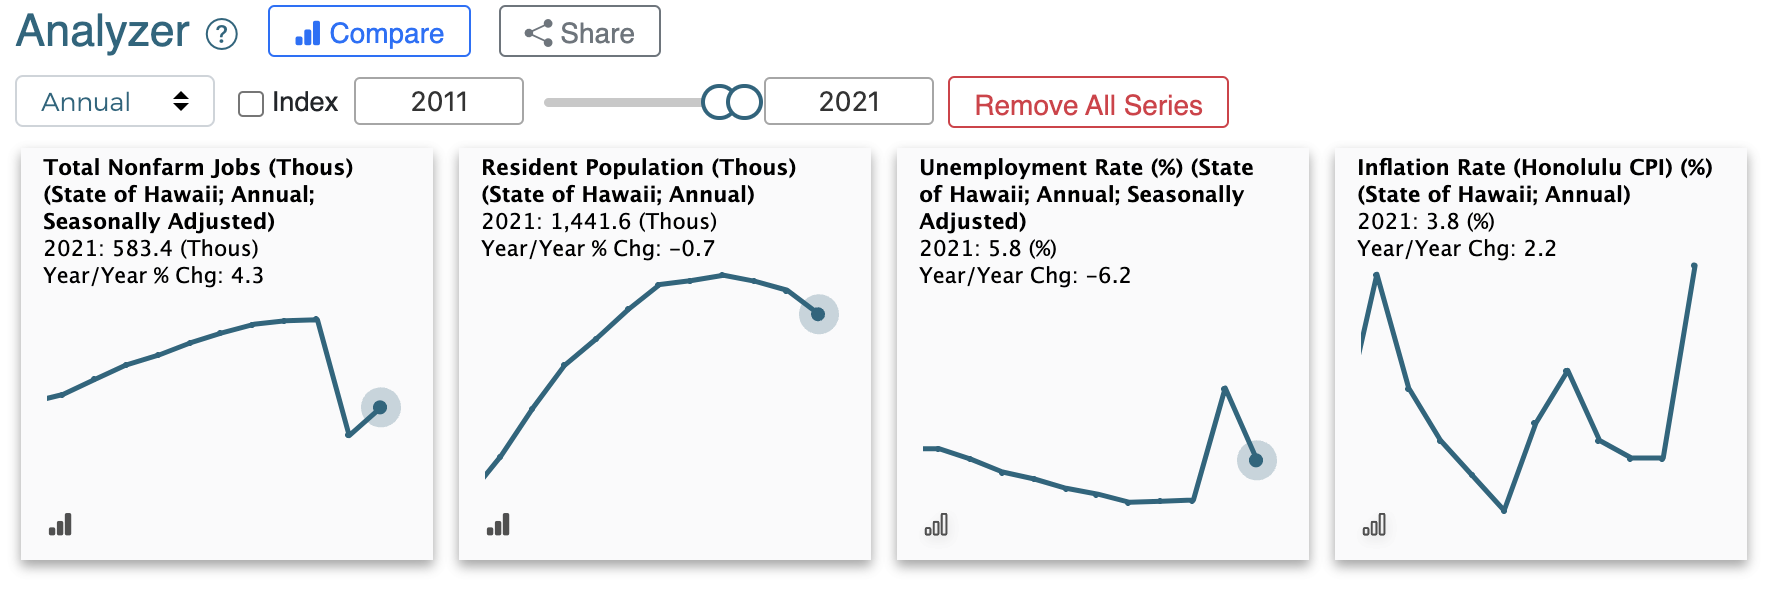 Analyzer ? Compare Share
Annual Index 2011 2021 Remove All Series
Total Nonfarm Jobs (Thous)
(State of Hawaii; Annual;
Seasonally Adjusted)
2021: 583.4 (Thous)
Year/Year % Chg: 4.3
Resident Population (Thous)
(State of Hawaii; Annual)
2021: 1,441.6 (Thous)
Year/Year % Chg: −0.7
Unemployment Rate (%) (State
of Hawaii; Annual; Seasonally
Adjusted)
2021: 5.8 (%)
Year/Year Chg: −6.2
Inflation Rate (Honolulu CPI) (%)
(State of Hawaii; Annual)
2021: 3.8 (%)
Year/Year Chg: 2.2